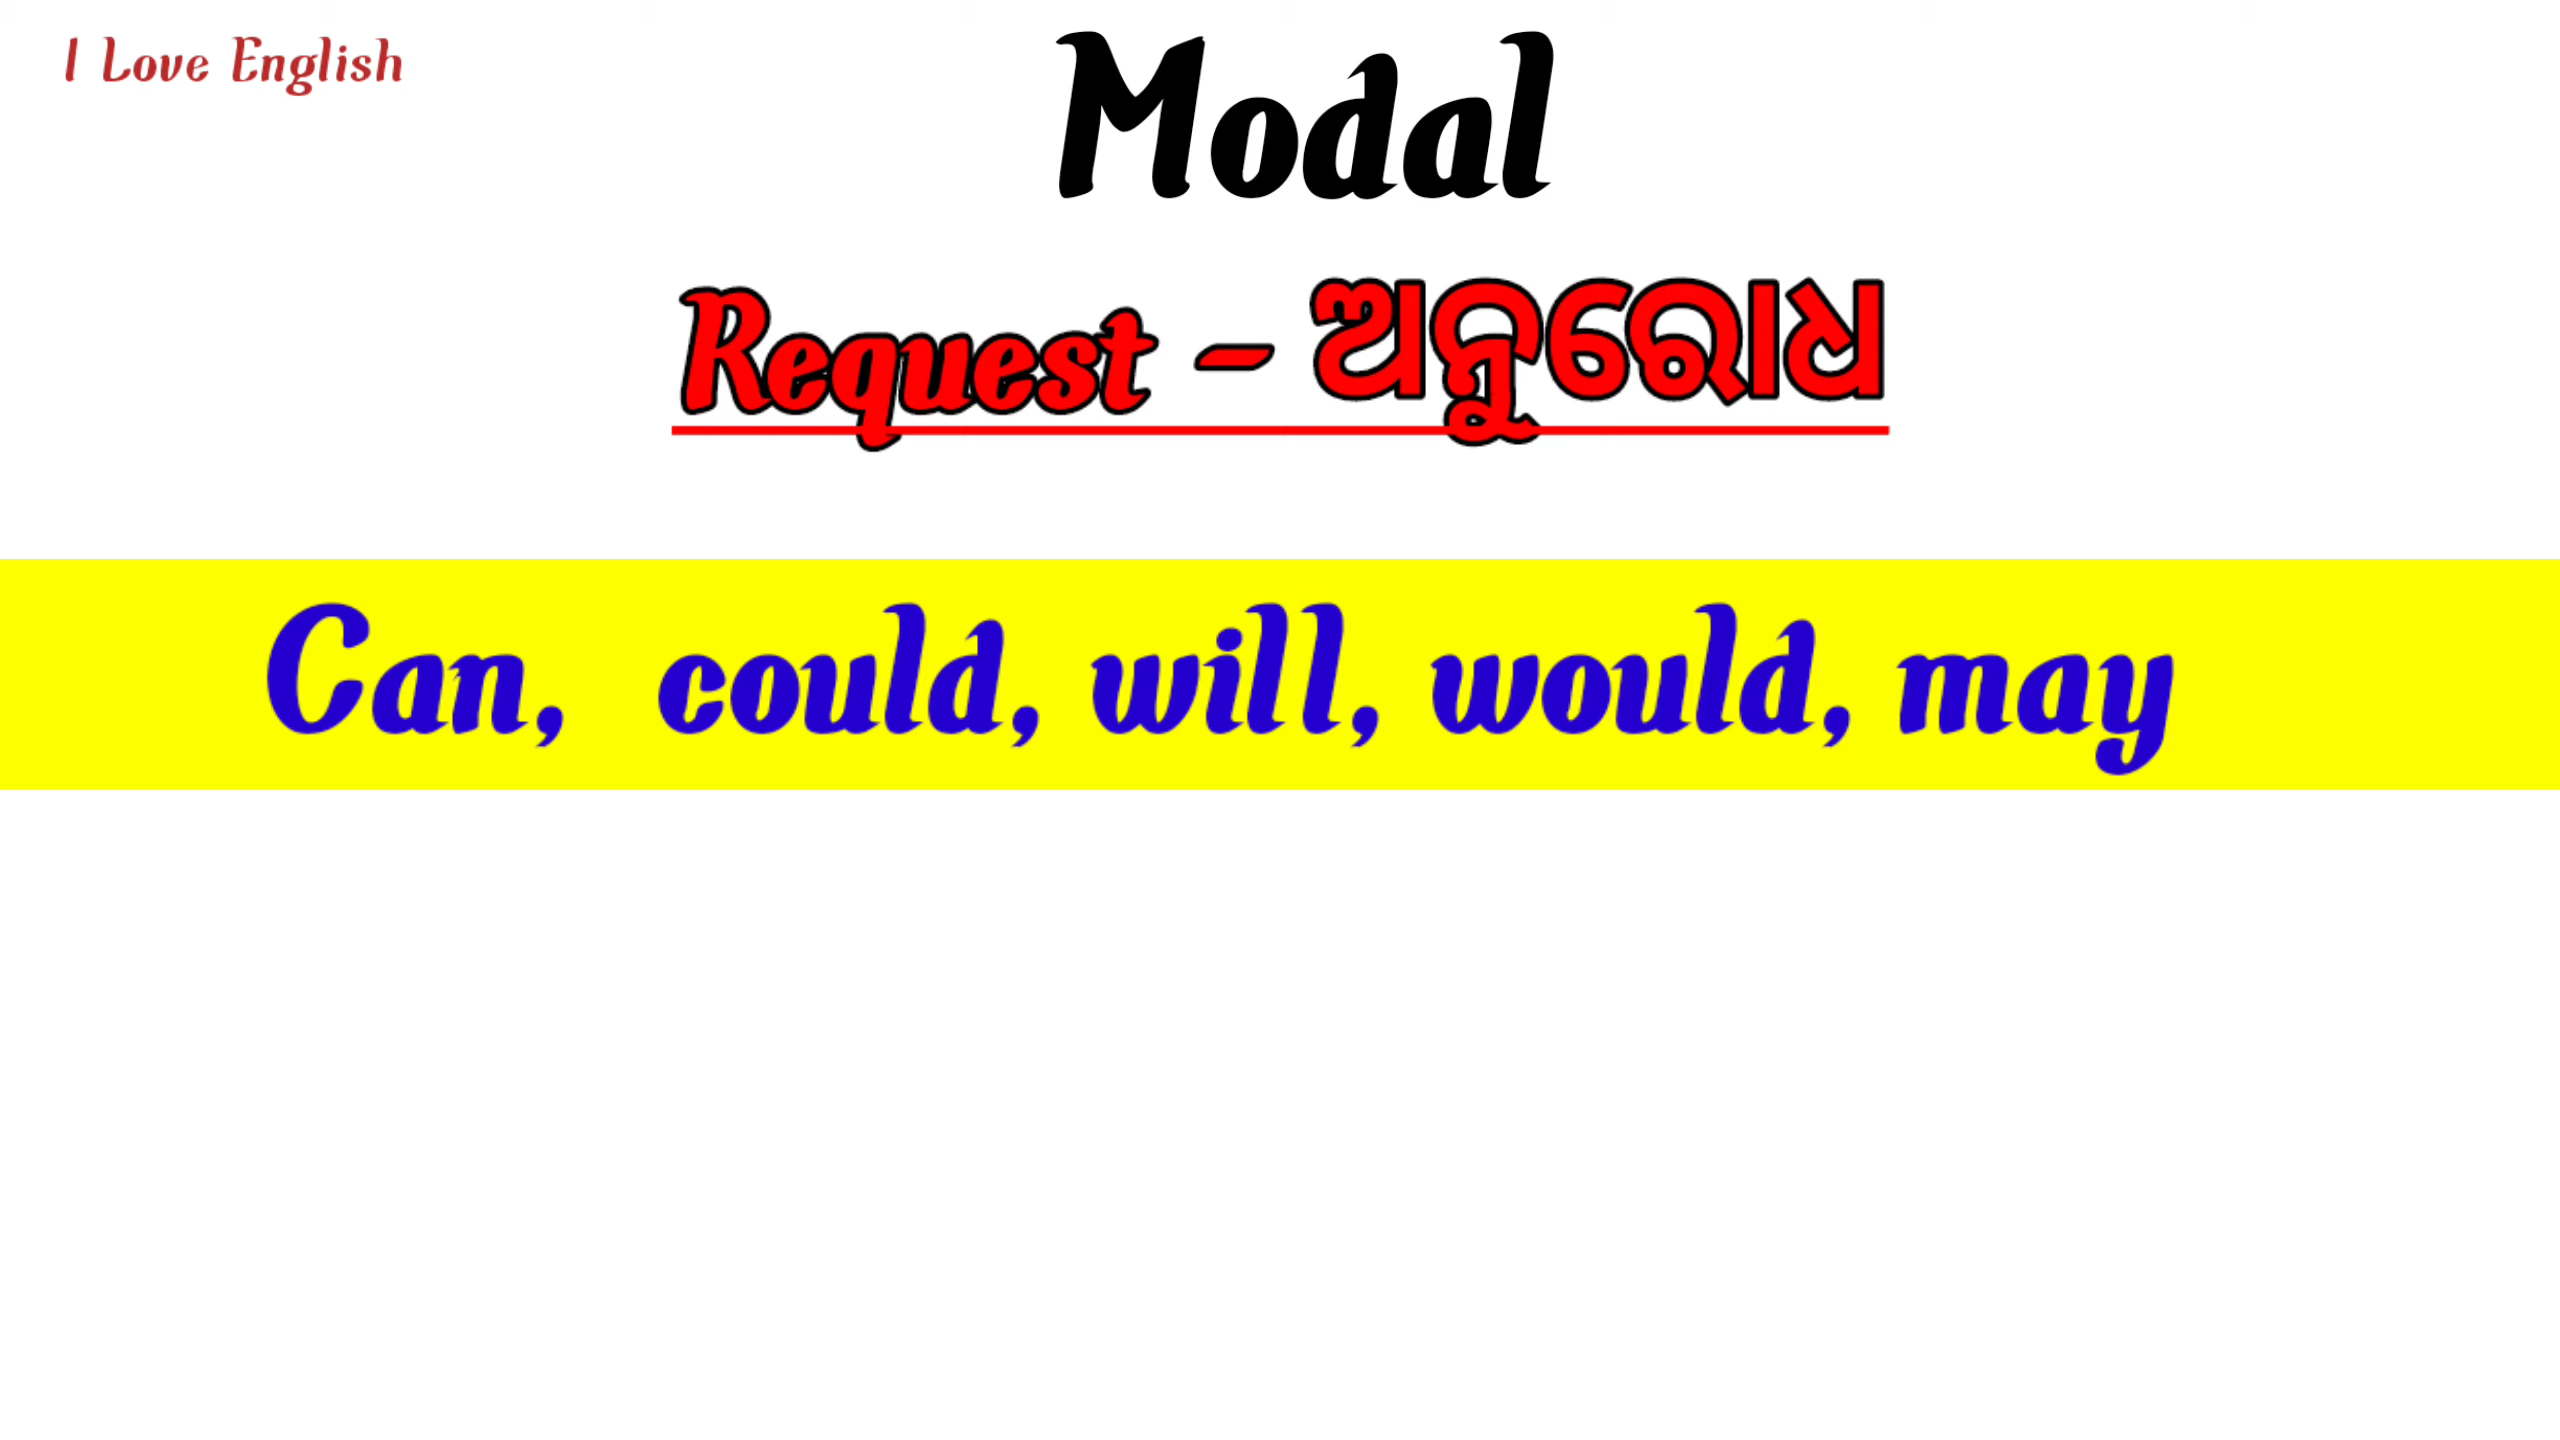 I Love English
Modal
Request - ଅନୁରୋଧ
Can, could, will, would, may